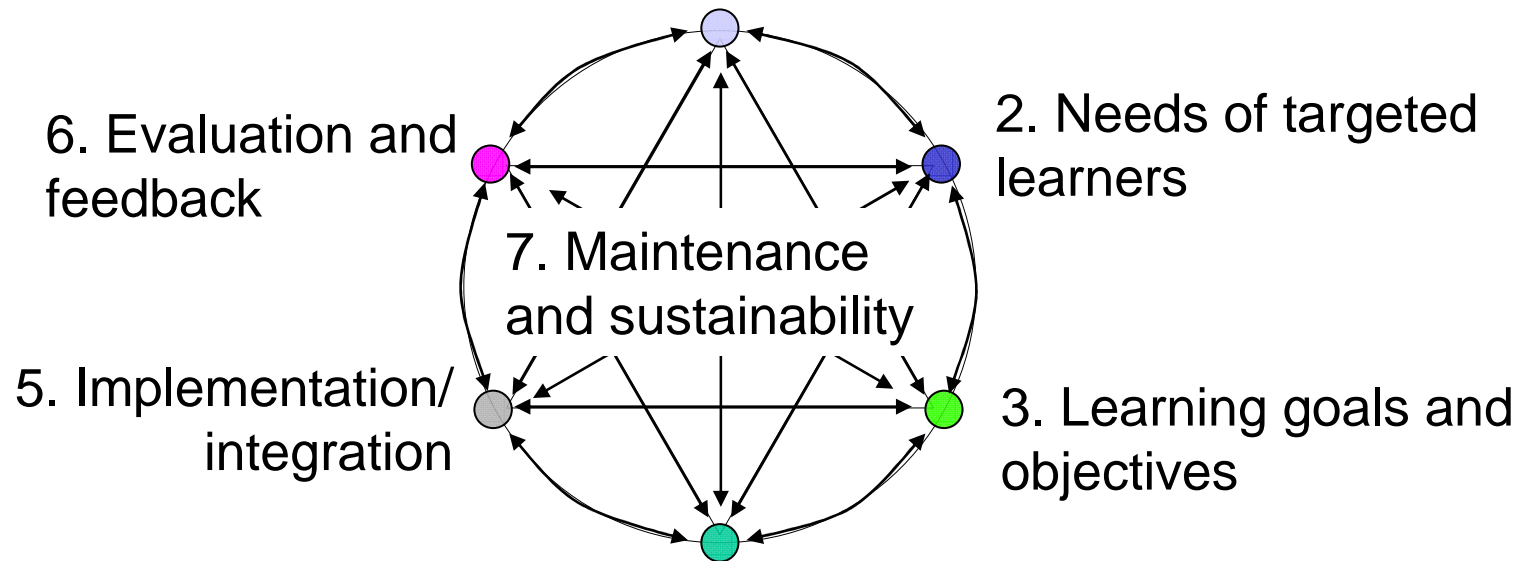 6. Evaluation and
feedback
2. Needs of targeted
learners
7. Maintenance
and sustainability
5. Implementation/
integration
3. Learning goals and
objectives